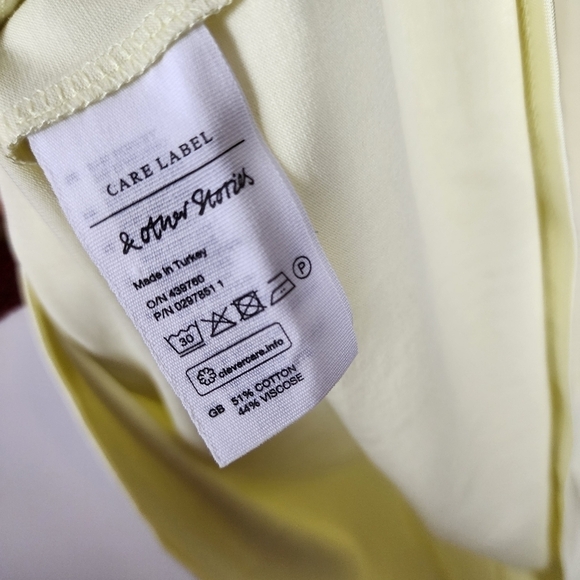 CARE LABEL
& other Stories
Made in Turkey
O/N 439760
P/N 0297851 1
30
P
clevercare.info
GB 51% COTTON
44% VISCOSE